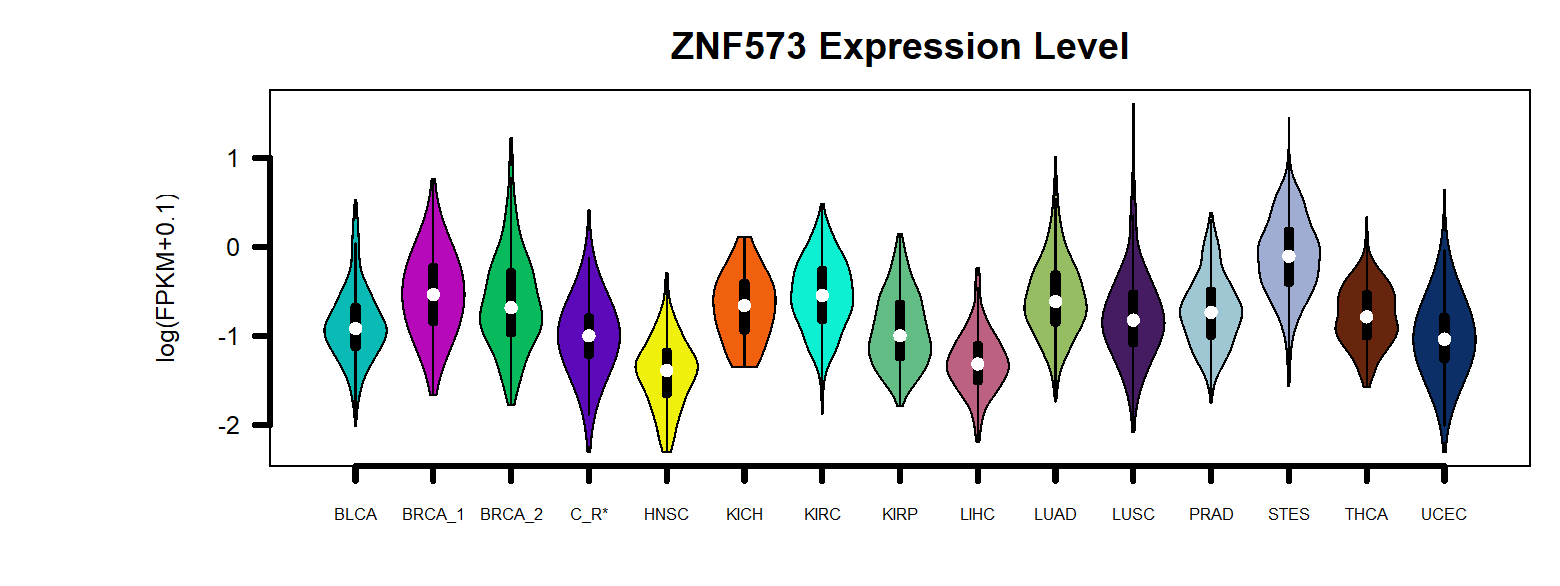 ZNF573 Expression Level
log(FPKM+0.1)
1
0
-1
-2
BLCA BRCA_1 BRCA_2 C_R* HNSC KICH KIRC KIRP LIHC LUAD LUSC PRAD STES THCA UCEC